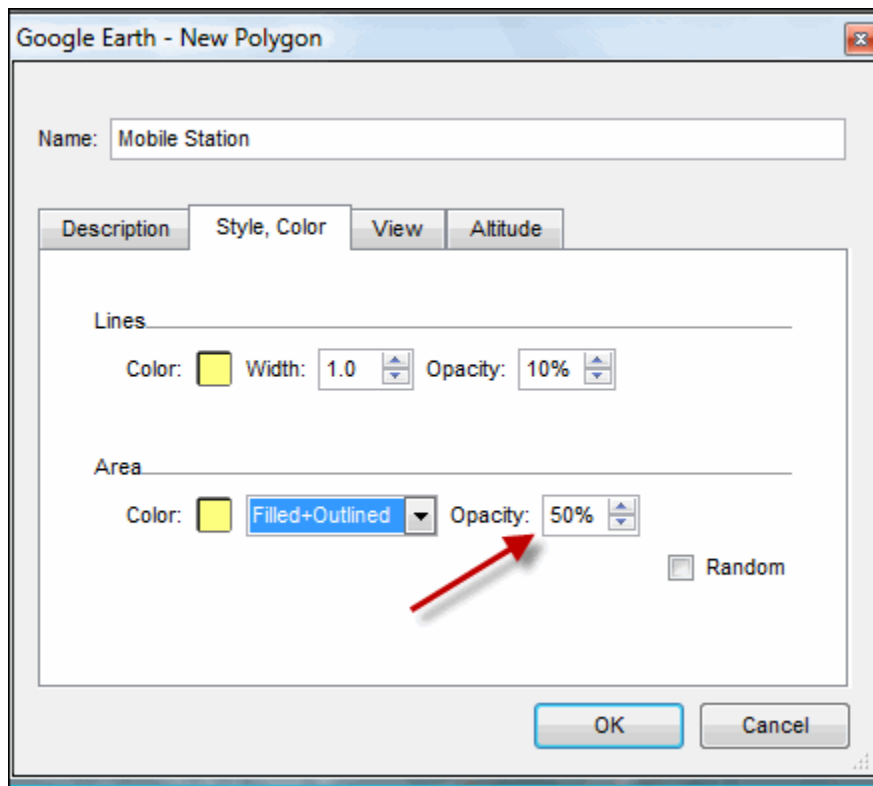 Google Earth - New Polygon
Name: Mobile Station
Description Style, Color View Altitude
Lines
Color: Width: 1.0 Opacity: 10%
Area
Color: Filled+Outlined Opacity: 50%
Random
OK Cancel